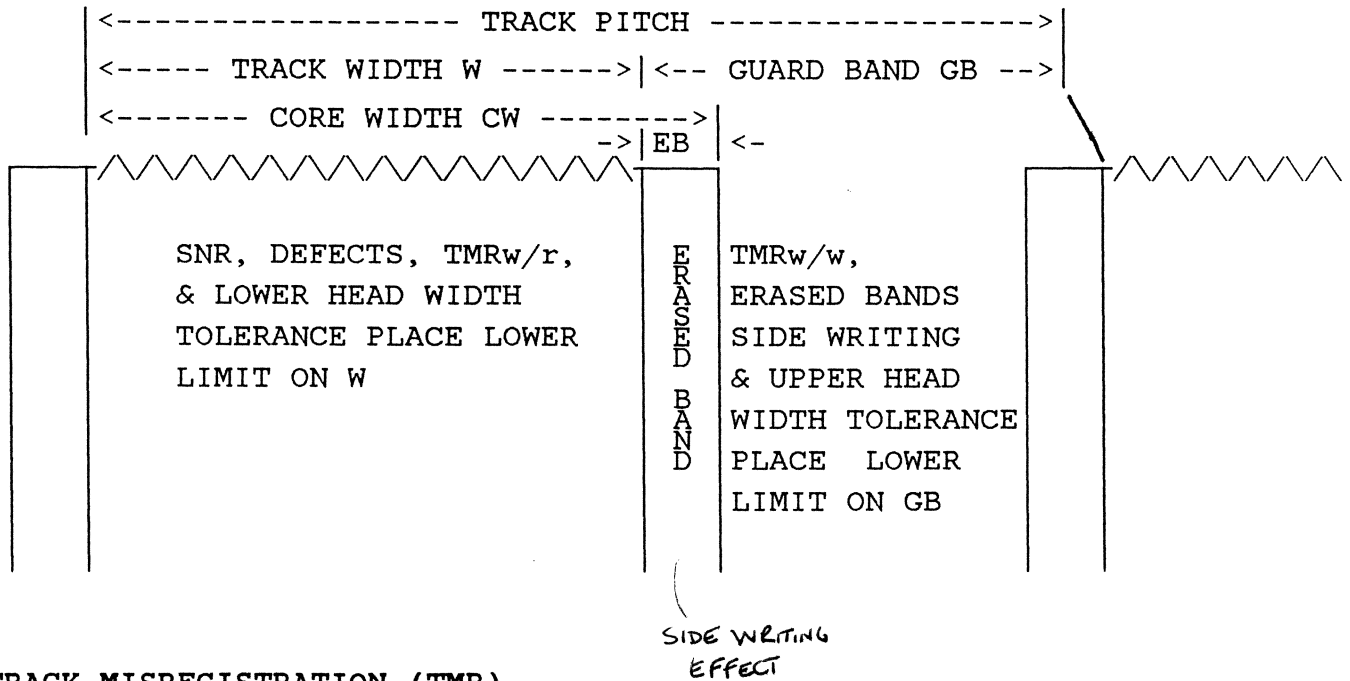 |<------------------ TRACK PITCH ----------------->|
|<----- TRACK WIDTH W ------>|<-- GUARD BAND GB -->|
|<------- CORE WIDTH CW -------->|
->|EB|<-
SNR, DEFECTS, TMRw/r,
& LOWER HEAD WIDTH
TOLERANCE PLACE LOWER
LIMIT ON W
ERASED BAND
TMRw/w,
ERASED BANDS
SIDE WRITING
& UPPER HEAD
WIDTH TOLERANCE
PLACE LOWER
LIMIT ON GB
SIDE WRITING
EFFECT
TRACK MISREGISTRATION (TMR)